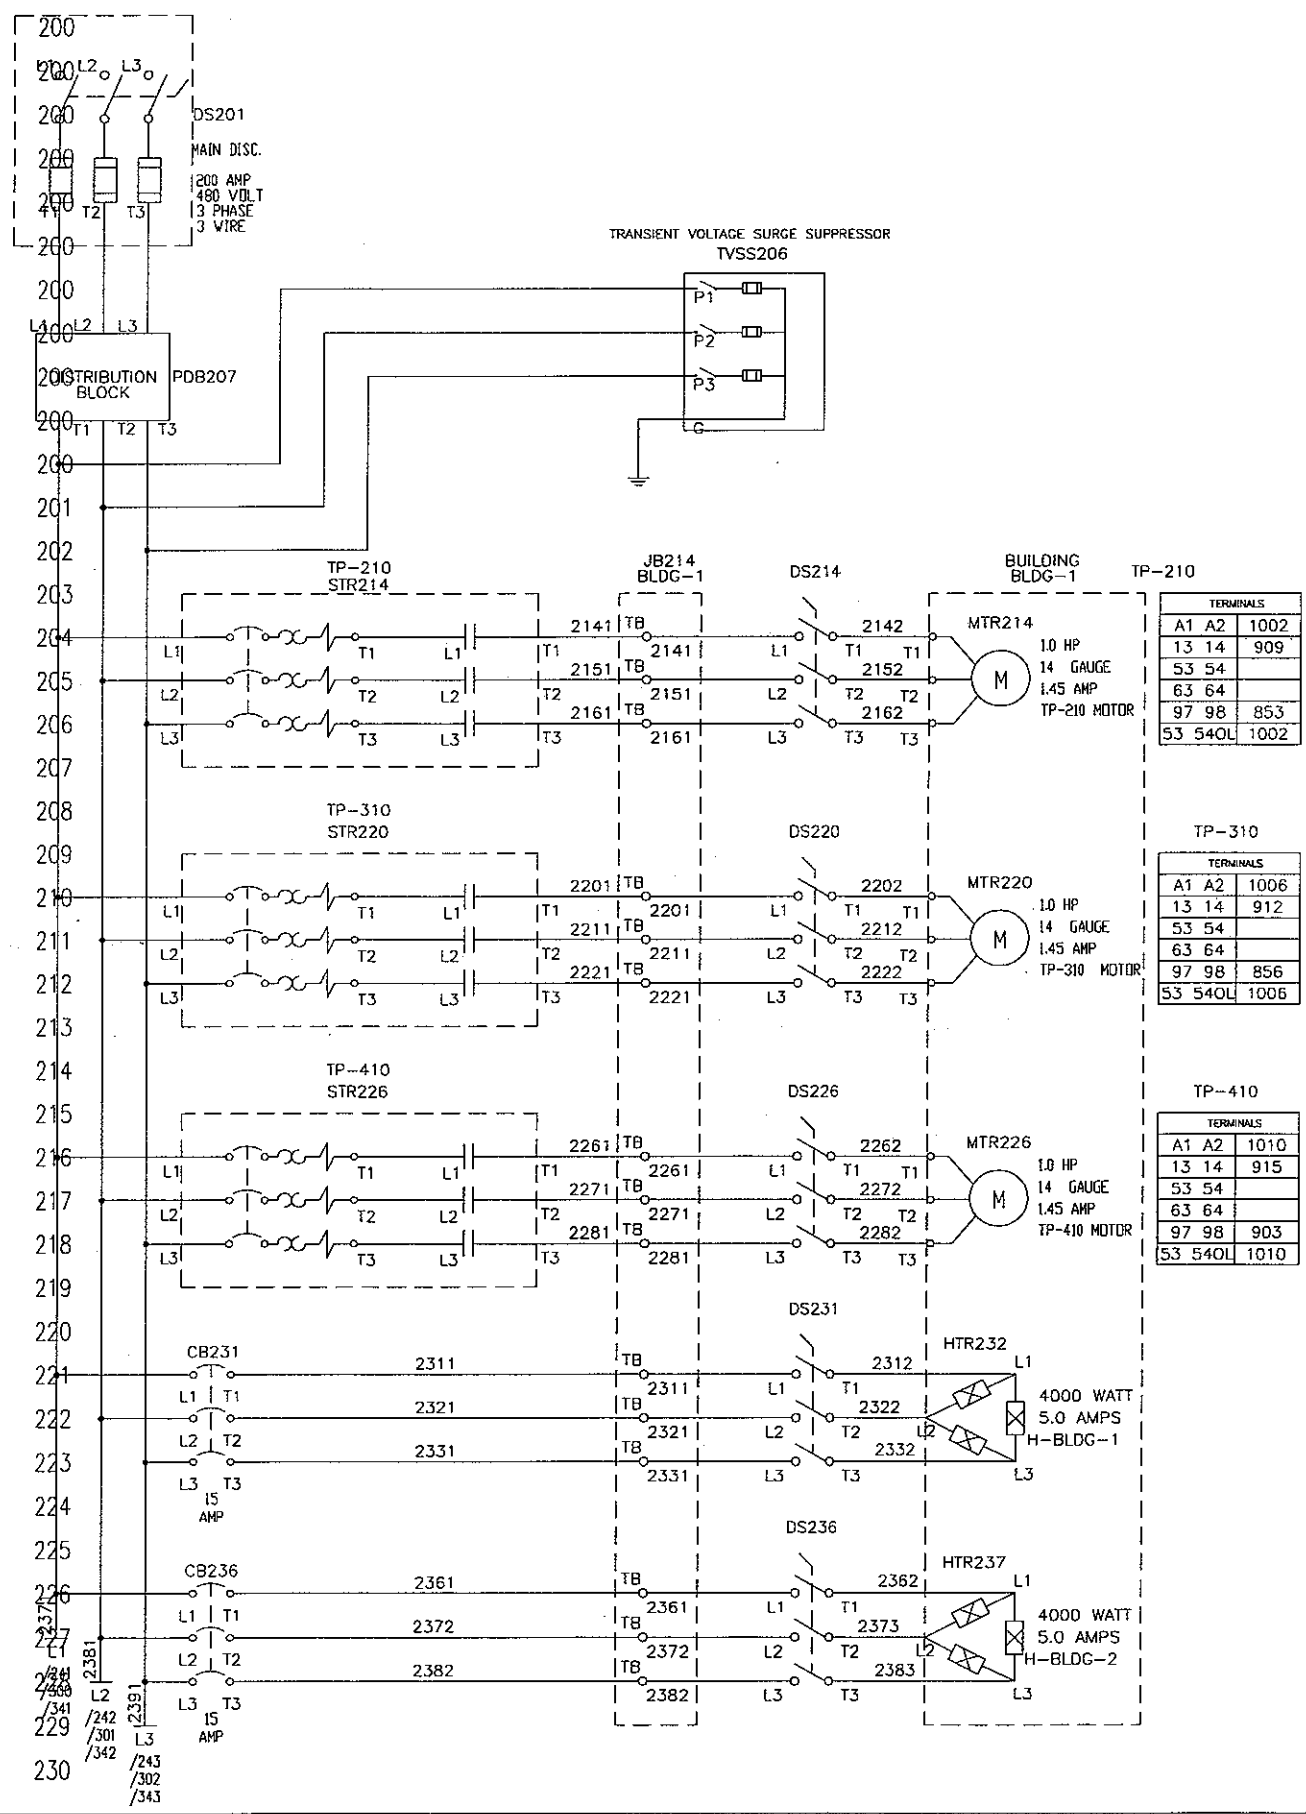 200
L1 200 L2 L3
200 DS201
200 MAIN DISC.
200 AMP
480 VOLT
200 T1 T2 T3 3 PHASE
3 WIRE
200
TRANSIENT VOLTAGE SURGE SUPPRESSOR
TVSS206
200 P1
L1 L2 L3
200 P2
200 DISTRIBUTION PDB207 P3
BLOCK
200 T1 T2 T3 G
200
201
202
TP-210 JB214 DS214 BUILDING TP-210
STR214 BLDG-1 BLDG-1
203 TERMINALS
204 2141 TB 2142 MTR214 A1 A2 1002
L1 T1 L1 T1 2141 L1 T1 T1 1.0 HP 13 14 909
205 2151 TB 2152 M 14 GAUGE 53 54
L2 T2 L2 T2 2151 L2 T2 T2 1.45 AMP 63 64
206 2161 TB 2162 TP-210 MOTOR 97 98 853
L3 T3 L3 T3 2161 L3 T3 T3 53 54OL 1002
207
208 TP-310
STR220 DS220 TP-310
209 TERMINALS
210 2201 TB 2202 MTR220 A1 A2 1006
L1 T1 L1 T1 2201 L1 T1 T1 1.0 HP 13 14 912
211 2211 TB 2212 M 14 GAUGE 53 54
L2 T2 L2 T2 2211 L2 T2 T2 1.45 AMP 63 64
212 2221 TB 2222 TP-310 MOTOR 97 98 856
L3 T3 L3 T3 2221 L3 T3 T3 53 54OL 1006
213
214 TP-410
STR226 DS226 TP-410
215 TERMINALS
216 2261 TB 2262 MTR226 A1 A2 1010
L1 T1 L1 T1 2261 L1 T1 T1 1.0 HP 13 14 915
217 2271 TB 2272 M 14 GAUGE 53 54
L2 T2 L2 T2 2271 L2 T2 T2 1.45 AMP 63 64
218 2281 TB 2282 TP-410 MOTOR 97 98 903
L3 T3 L3 T3 2281 L3 T3 T3 53 54OL 1010
219
220 DS231
CB231 HTR232
221 2311 TB 2312 L1
L1 T1 2311 L1 T1 4000 WATT
222 2321 TB 2322 5.0 AMPS
L2 T2 2321 L2 T2 L2 H-BLDG-1
223 2331 TB 2332
L3 T3 2331 L3 T3 L3
15
224 AMP
225 DS236
CB236 HTR237
226 2361 TB 2362 L1
L1 T1 2361 L1 T1 4000 WATT
227 2372 TB 2373 5.0 AMPS
L1 2381 L2 T2 2372 L2 T2 L2 H-BLDG-2
228 2382 TB 2383
/341 L2 2391 L3 T3 2382 L3 T3 L3
229 /242 15
/301 L3 AMP
/342 /243
230 /302
/343